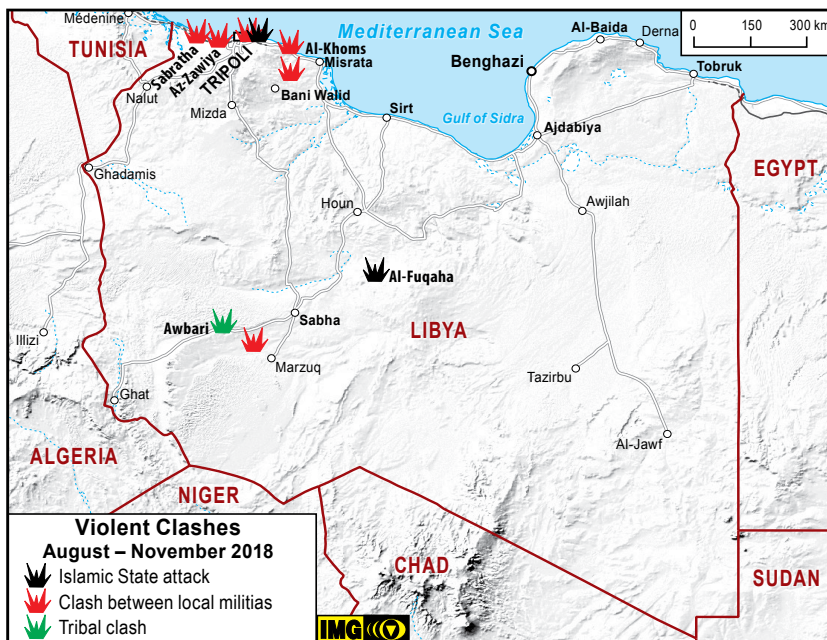 Médenine
Mediterranean Sea
Al-Baida
Derna
0 150 300 km
TUNISIA
Sabratha
Az-Zawiya
TRIPOLI
Al-Khoms
Misrata
Benghazi
Tobruk
Nalut
Bani Walid
Mizda
Sirt
Gulf of Sidra
Ajdabiya
EGYPT
Ghadamis
Houn
Awjilah
Al-Fuqaha
Awbari
Sabha
LIBYA
Illizi
Marzuq
Tazirbu
Ghat
Al-Jawf
ALGERIA
NIGER
CHAD
SUDAN
Violent Clashes
August – November 2018
Islamic State attack
Clash between local militias
Tribal clash
IMG